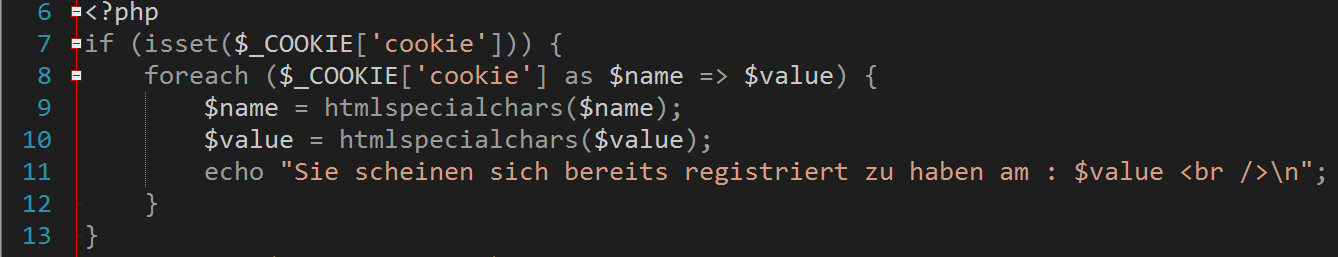 6 <?php
7 if (isset($_COOKIE['cookie'])) {
8 foreach ($_COOKIE['cookie'] as $name => $value) {
9 $name = htmlspecialchars($name);
10 $value = htmlspecialchars($value);
11 echo "Sie scheinen sich bereits registriert zu haben am : $value <br />\n";
12 }
13 }